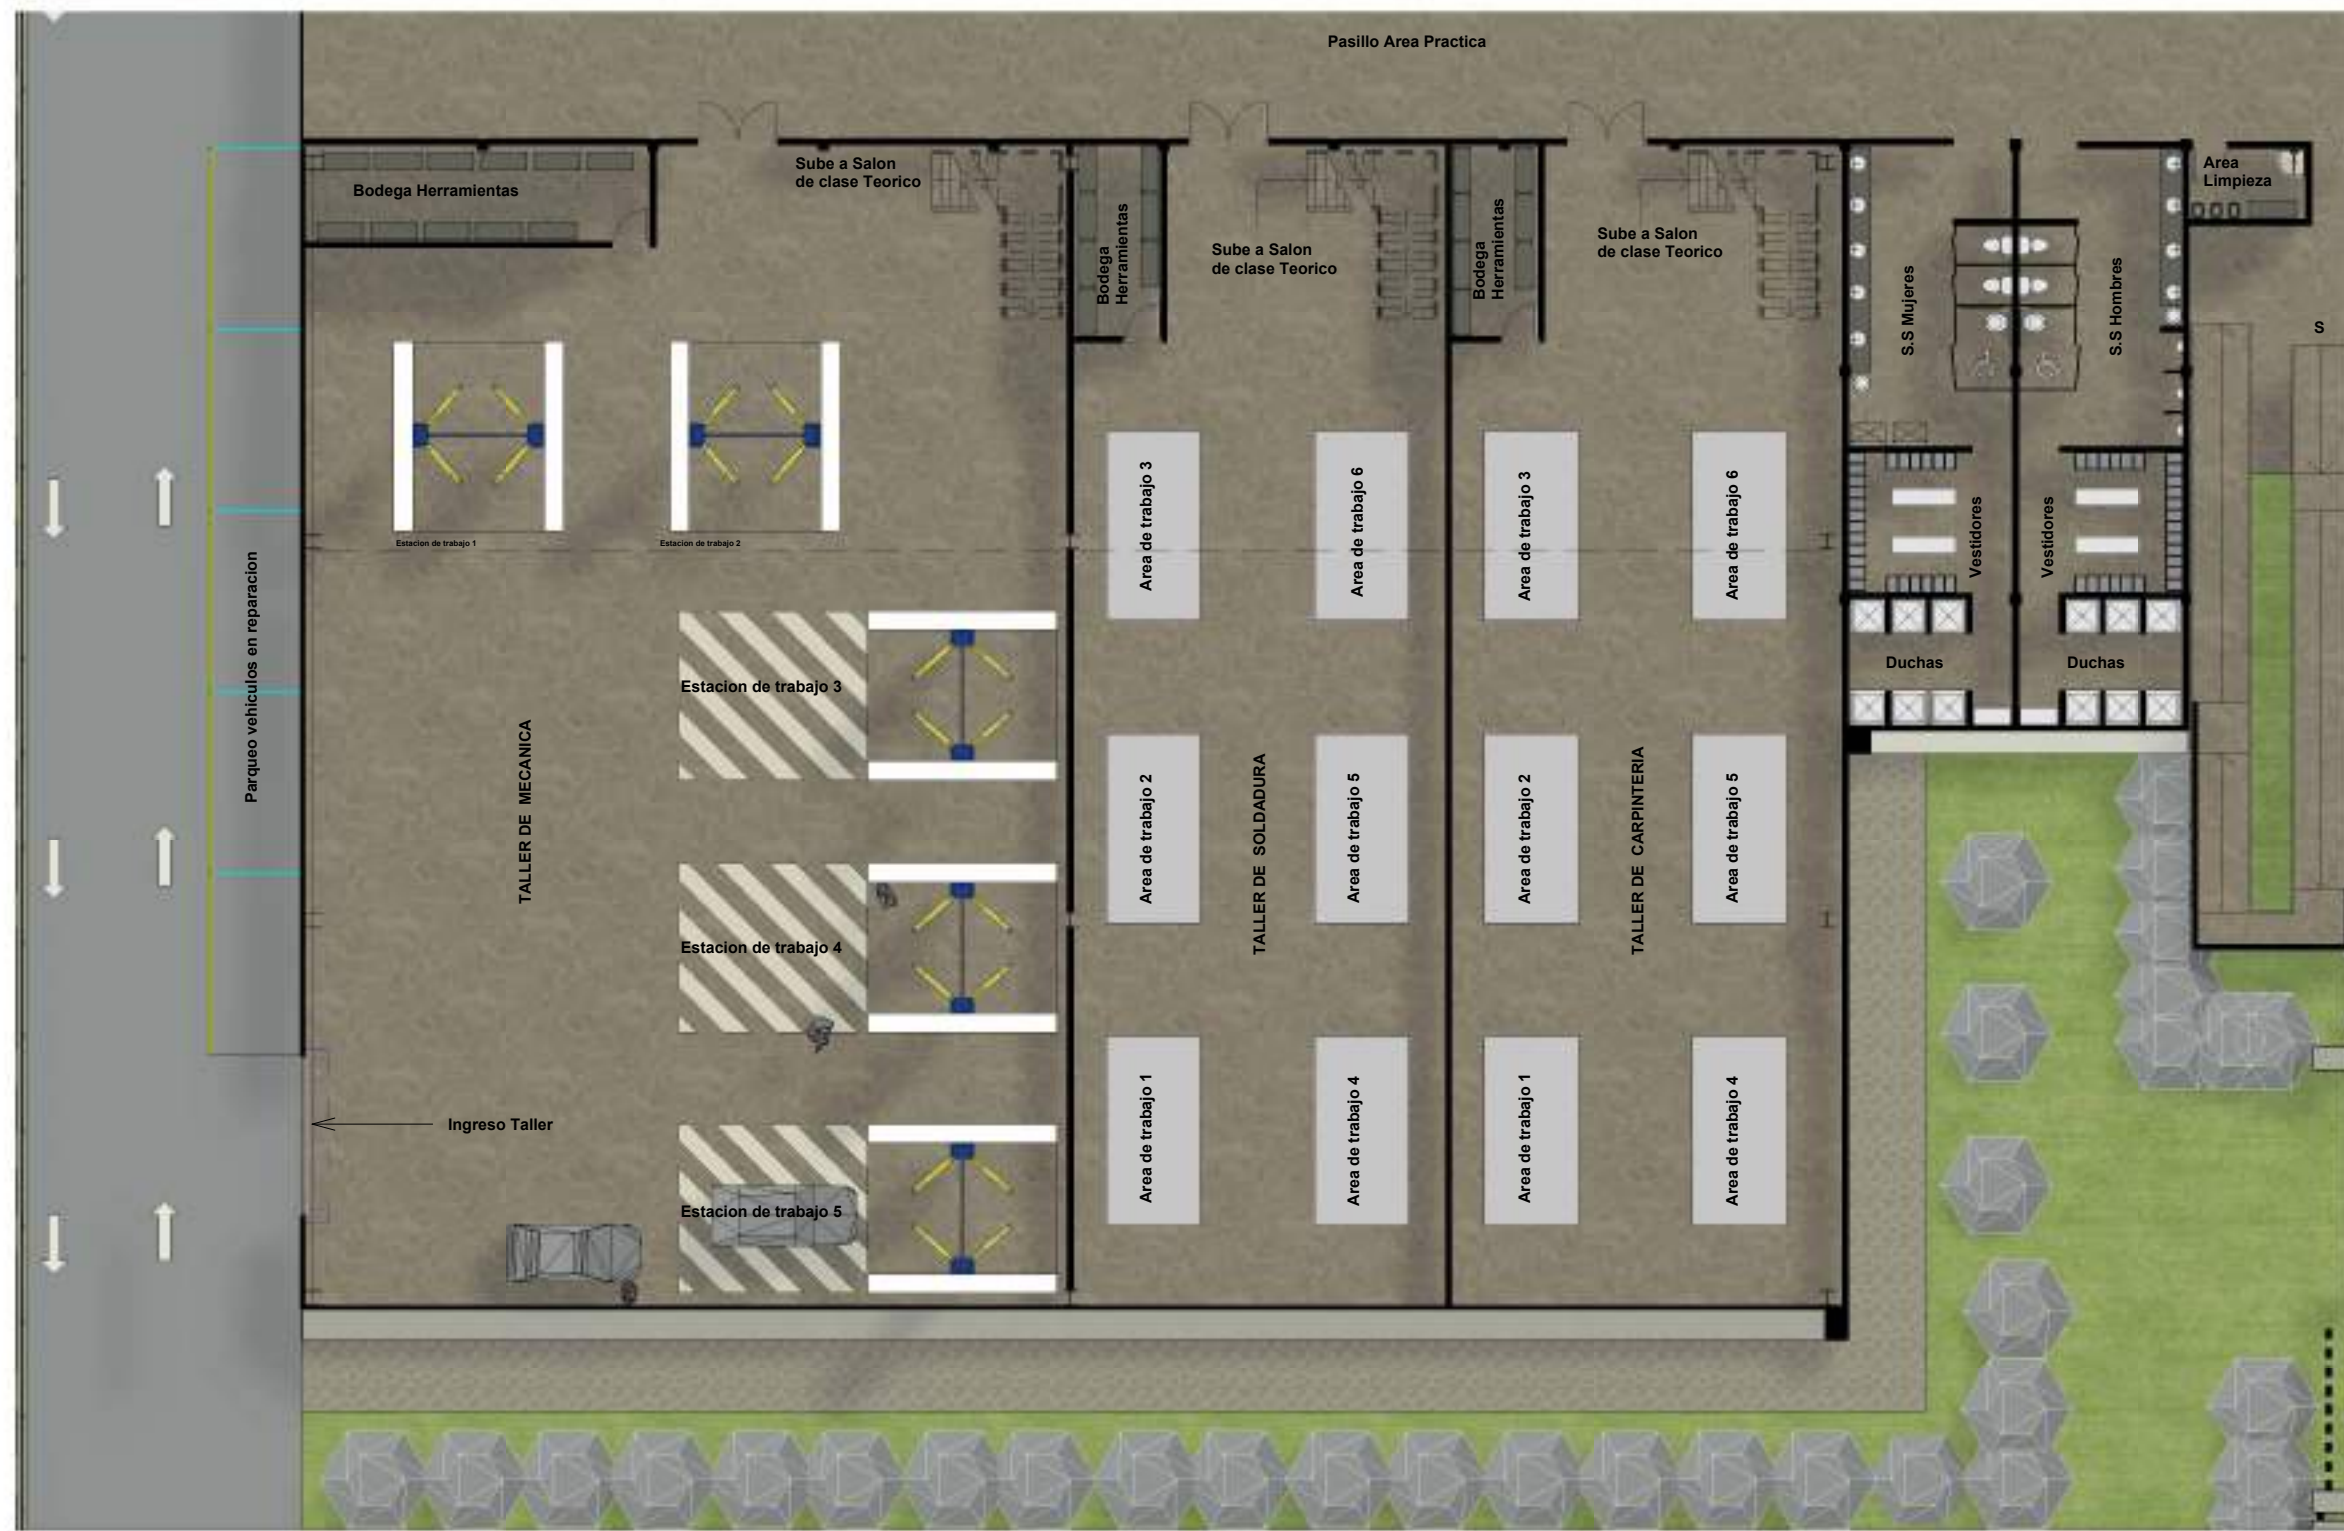 Pasillo Area Practica
Bodega Herramientas
Sube a Salon
de clase Teorico
Bodega
Herramientas
Sube a Salon
de clase Teorico
Bodega
Herramientas
Sube a Salon
de clase Teorico
S.S Mujeres
S.S Hombres
Area
Limpieza
S
Estacion de trabajo 1
Estacion de trabajo 2
Area de trabajo 3
Area de trabajo 6
Area de trabajo 3
Area de trabajo 6
Vestidores
Vestidores
Parqueo vehiculos en reparacion
Estacion de trabajo 3
Duchas
Duchas
TALLER DE MECANICA
Area de trabajo 2
TALLER DE SOLDADURA
Area de trabajo 5
Area de trabajo 2
TALLER DE CARPINTERIA
Area de trabajo 5
Estacion de trabajo 4
Ingreso Taller
Area de trabajo 1
Area de trabajo 4
Area de trabajo 1
Area de trabajo 4
Estacion de trabajo 5